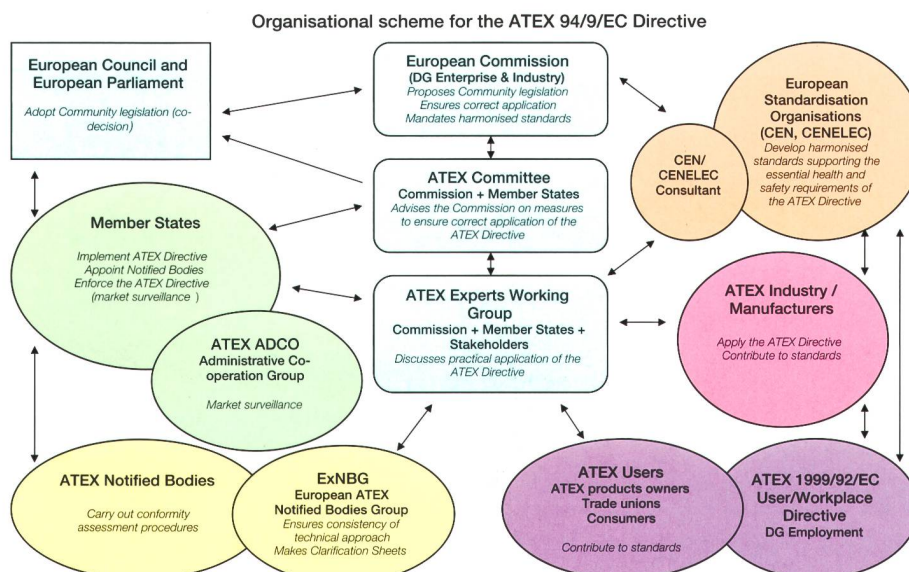 Organisational scheme for the ATEX 94/9/EC Directive
European Council and
European Parliament
Adopt Community legislation (co-
decision)
European Commission
(DG Enterprise & Industry)
Proposes Community legislation
Ensures correct application
Mandates harmonised standards
European
Standardisation
Organisations
(CEN, CENELEC)
Develop harmonised
standards supporting the
essential health and
safety requirements of
the ATEX Directive
CEN/
CENELEC
Consultant
ATEX Committee
Commission + Member States
Advises the Commission on measures
to ensure correct application of the
ATEX Directive
Member States
Implement ATEX Directive
Appoint Notified Bodies
Enforce the ATEX Directive
(market surveillance )
ATEX Experts Working
Group
Commission + Member States +
Stakeholders
Discusses practical application of the
ATEX Directive
ATEX Industry /
Manufacturers
Apply the ATEX Directive
Contribute to standards
ATEX ADCO
Administrative Co-
operation Group
Market surveillance
ATEX Notified Bodies
Carry out conformity
assessment procedures
ExNBG
European ATEX
Notified Bodies Group
Ensures consistency of
technical approach
Makes Clarification Sheets
ATEX Users
ATEX products owners
Trade unions
Consumers
Contribute to standards
ATEX 1999/92/EC
User/Workplace
Directive
DG Employment